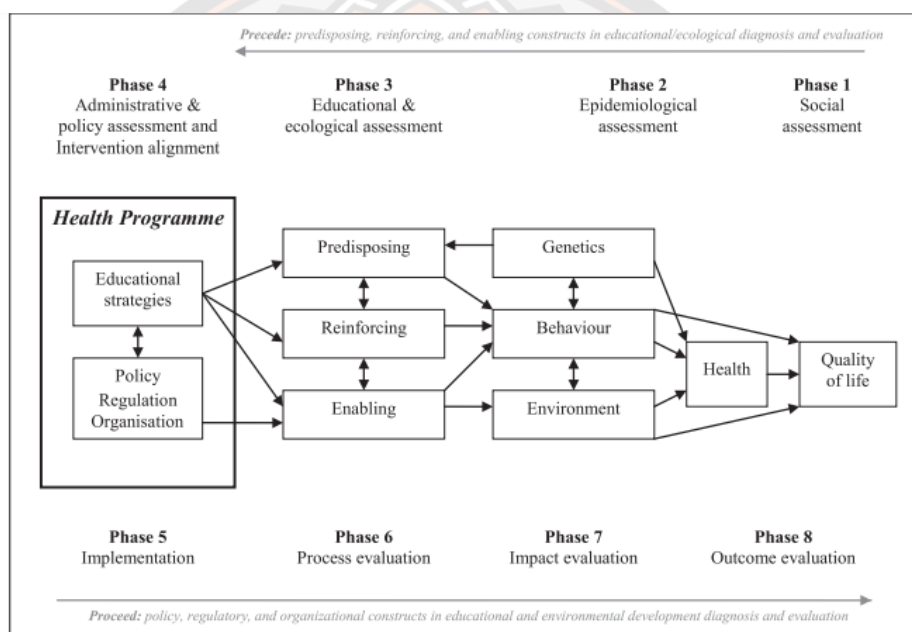 Precede: predisposing, reinforcing, and enabling constructs in educational/ecological diagnosis and evaluation
Phase 4
Administrative &
policy assessment and
Intervention alignment
Phase 3
Educational &
ecological assessment
Phase 2
Epidemiological
assessment
Phase 1
Social
assessment
Health Programme
Educational
strategies
Policy
Regulation
Organisation
Predisposing
Reinforcing
Enabling
Genetics
Behaviour
Environment
Health
Quality
of life
Phase 5
Implementation
Phase 6
Process evaluation
Phase 7
Impact evaluation
Phase 8
Outcome evaluation
Proceed: policy, regulatory, and organizational constructs in educational and environmental development diagnosis and evaluation